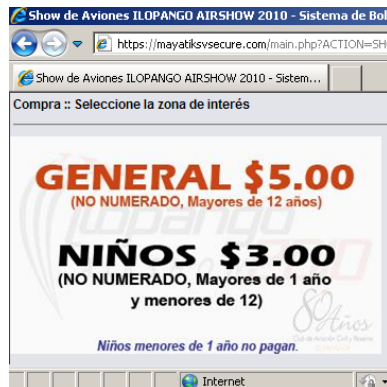 Show de Aviones ILOPANGO AIRSHOW 2010 - Sistema de Bol
https://mayatiksvsecure.com/main.php?ACTION=SH
Show de Aviones ILOPANGO AIRSHOW 2010 - Sistem...
Compra :: Seleccione la zona de interés
GENERAL $5.00
(NO NUMERADO, Mayores de 12 años)
NIÑOS $3.00
(NO NUMERADO, Mayores de 1 año
y menores de 12)
80 Años
Niños menores de 1 año no pagan.
Internet